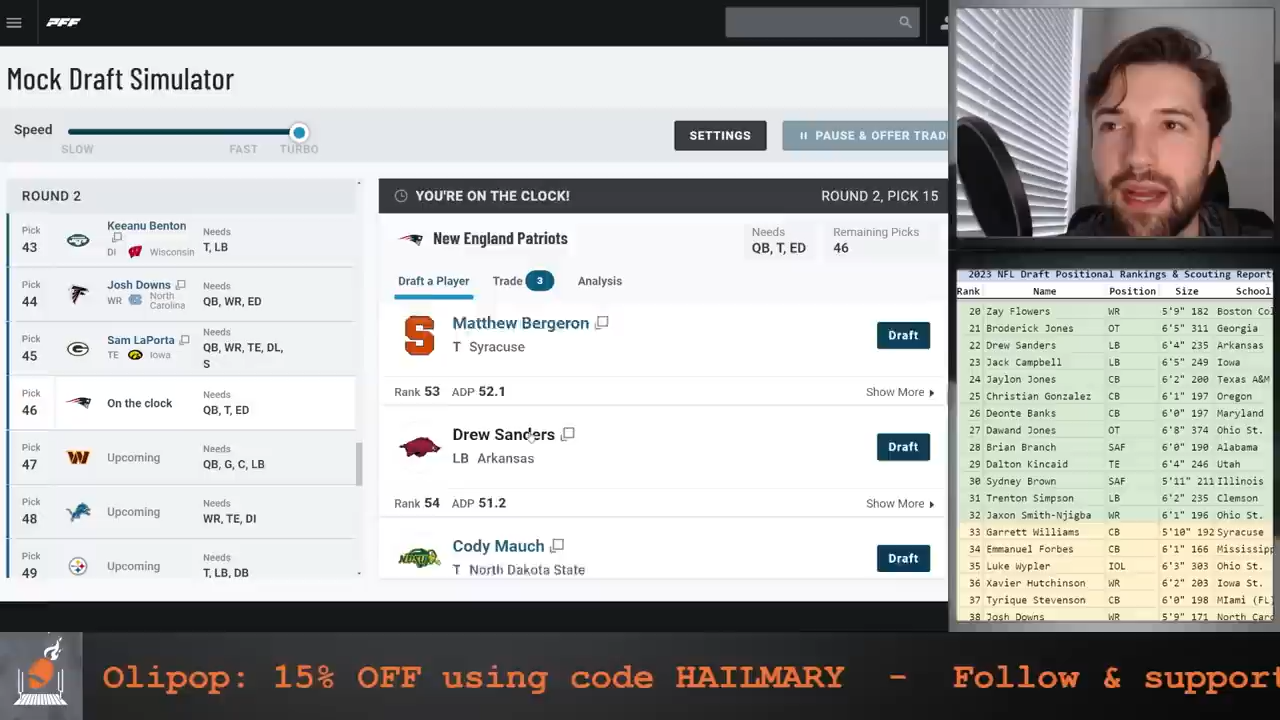 PFF
Mock Draft Simulator
Speed
SLOW
FAST
TURBO
SETTINGS
PAUSE & OFFER TRAD
ROUND 2
Pick
43
Keeanu Benton
DI Wisconsin
Needs
T, LB
Pick
44
Josh Downs
WR North
Carolina
Needs
QB, WR, ED
Pick
45
Sam LaPorta
TE Iowa
Needs
QB, WR, TE, DL,
S
Pick
46
On the clock
Needs
QB, T, ED
Pick
47
Upcoming
Needs
QB, G, C, LB
Pick
48
Upcoming
Needs
WR, TE, DI
Pick
49
Upcoming
Needs
T, LB, DB
YOU'RE ON THE CLOCK!
ROUND 2, PICK 15
New England Patriots
Needs
QB, T, ED
Remaining Picks
46
Draft a Player
Trade 3
Analysis
Matthew Bergeron
T Syracuse
Draft
Rank 53 ADP 52.1
Show More
Drew Sanders
LB Arkansas
Draft
Rank 54 ADP 51.2
Show More
NDSU
Cody Mauch
T North Dakota State
Draft
2023 NFL Draft Positional Rankings & Scouting Report
Rank Name Position Size School
20 Zay Flowers WR 5'9" 182 Boston Co
21 Broderick Jones OT 6'5" 311 Georgia
22 Drew Sanders LB 6'4" 235 Arkansas
23 Jack Campbell LB 6'5" 249 Iowa
24 Jaylon Jones CB 6'2" 200 Texas A&M
25 Christian Gonzalez CB 6'1" 197 Oregon
26 Deonte Banks CB 6'0" 197 Maryland
27 Dawand Jones OT 6'8" 374 Ohio St.
28 Brian Branch SAF 6'0" 190 Alabama
29 Dalton Kincaid TE 6'4" 246 Utah
30 Sydney Brown SAF 5'11" 211 Illinois
31 Trenton Simpson LB 6'2" 235 Clemson
32 Jaxon Smith-Njigba WR 6'1" 196 Ohio St.
33 Garrett Williams CB 5'10" 192 Syracuse
34 Emmanuel Forbes CB 6'1" 166 Mississipp
35 Luke Wypler IOL 6'3" 303 Ohio St.
36 Xavier Hutchinson WR 6'2" 203 Iowa St.
37 Tyrique Stevenson CB 6'0" 198 MIami (FL)
38 Josh Downs WR 5'9" 171 North Caro
Olipop: 15% OFF using code HAILMARY - Follow & support